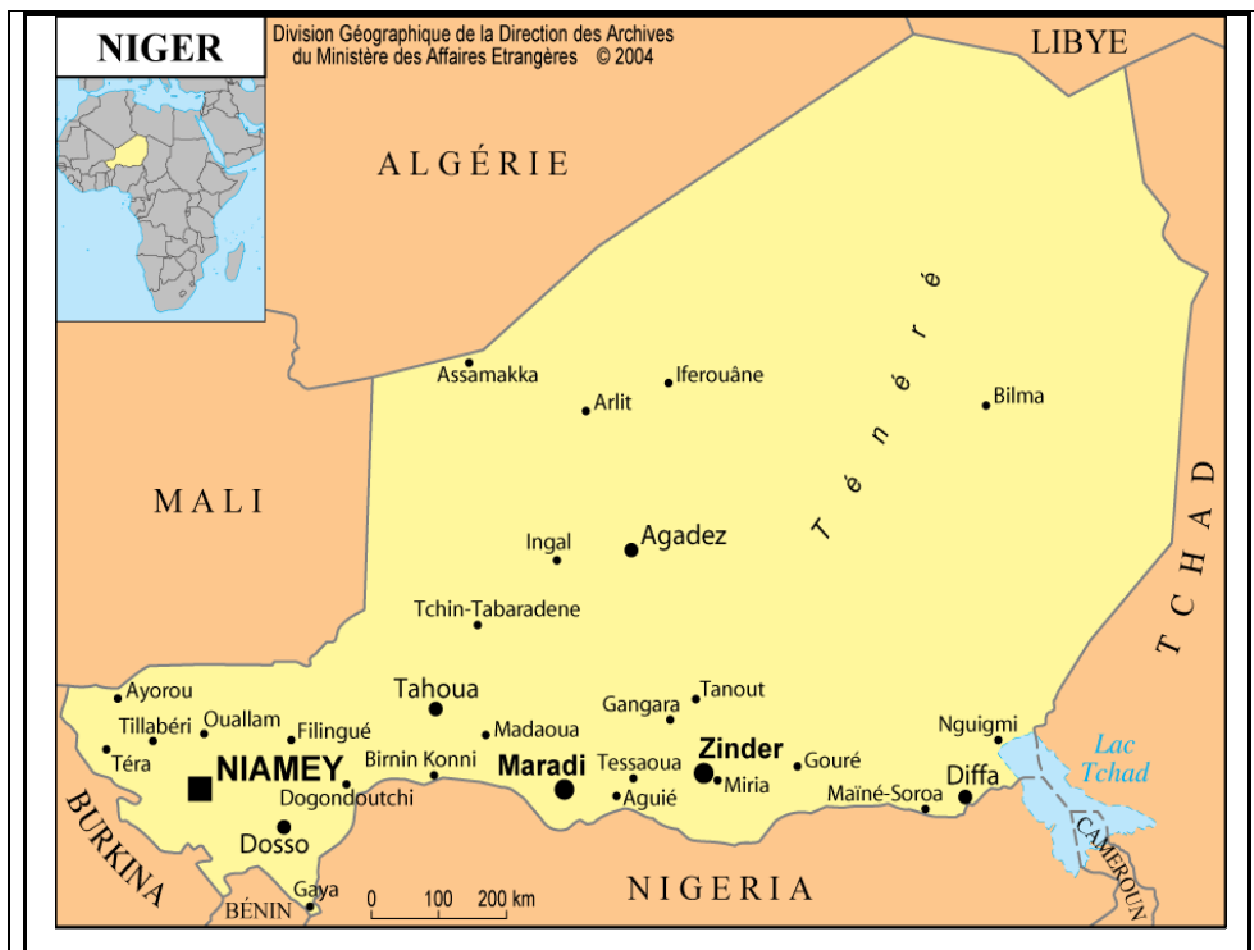 NIGER
Division Géographique de la Direction des Archives
du Ministère des Affaires Etrangères © 2004
LIBYE
ALGÉRIE
Ténéré
Assamakka
Iferouâne
Arlit
Bilma
MALI
TCHAD
Ingal
Agadez
Tchin-Tabaradene
Ayorou
Tahoua
Tanout
Gangara
Tillabéri
Ouallam
Filingué
Madaoua
Nguigmi
Lac
Tchad
Téra
NIAMEY
Birnin Konni
Maradi
Tessaoua
Zinder
Gouré
Diffa
Miria
Dogondoutchi
Aguié
Maïné-Soroa
BURKINA
Dosso
CAMEROUN
Gaya
BÉNIN
0 100 200 km
NIGERIA